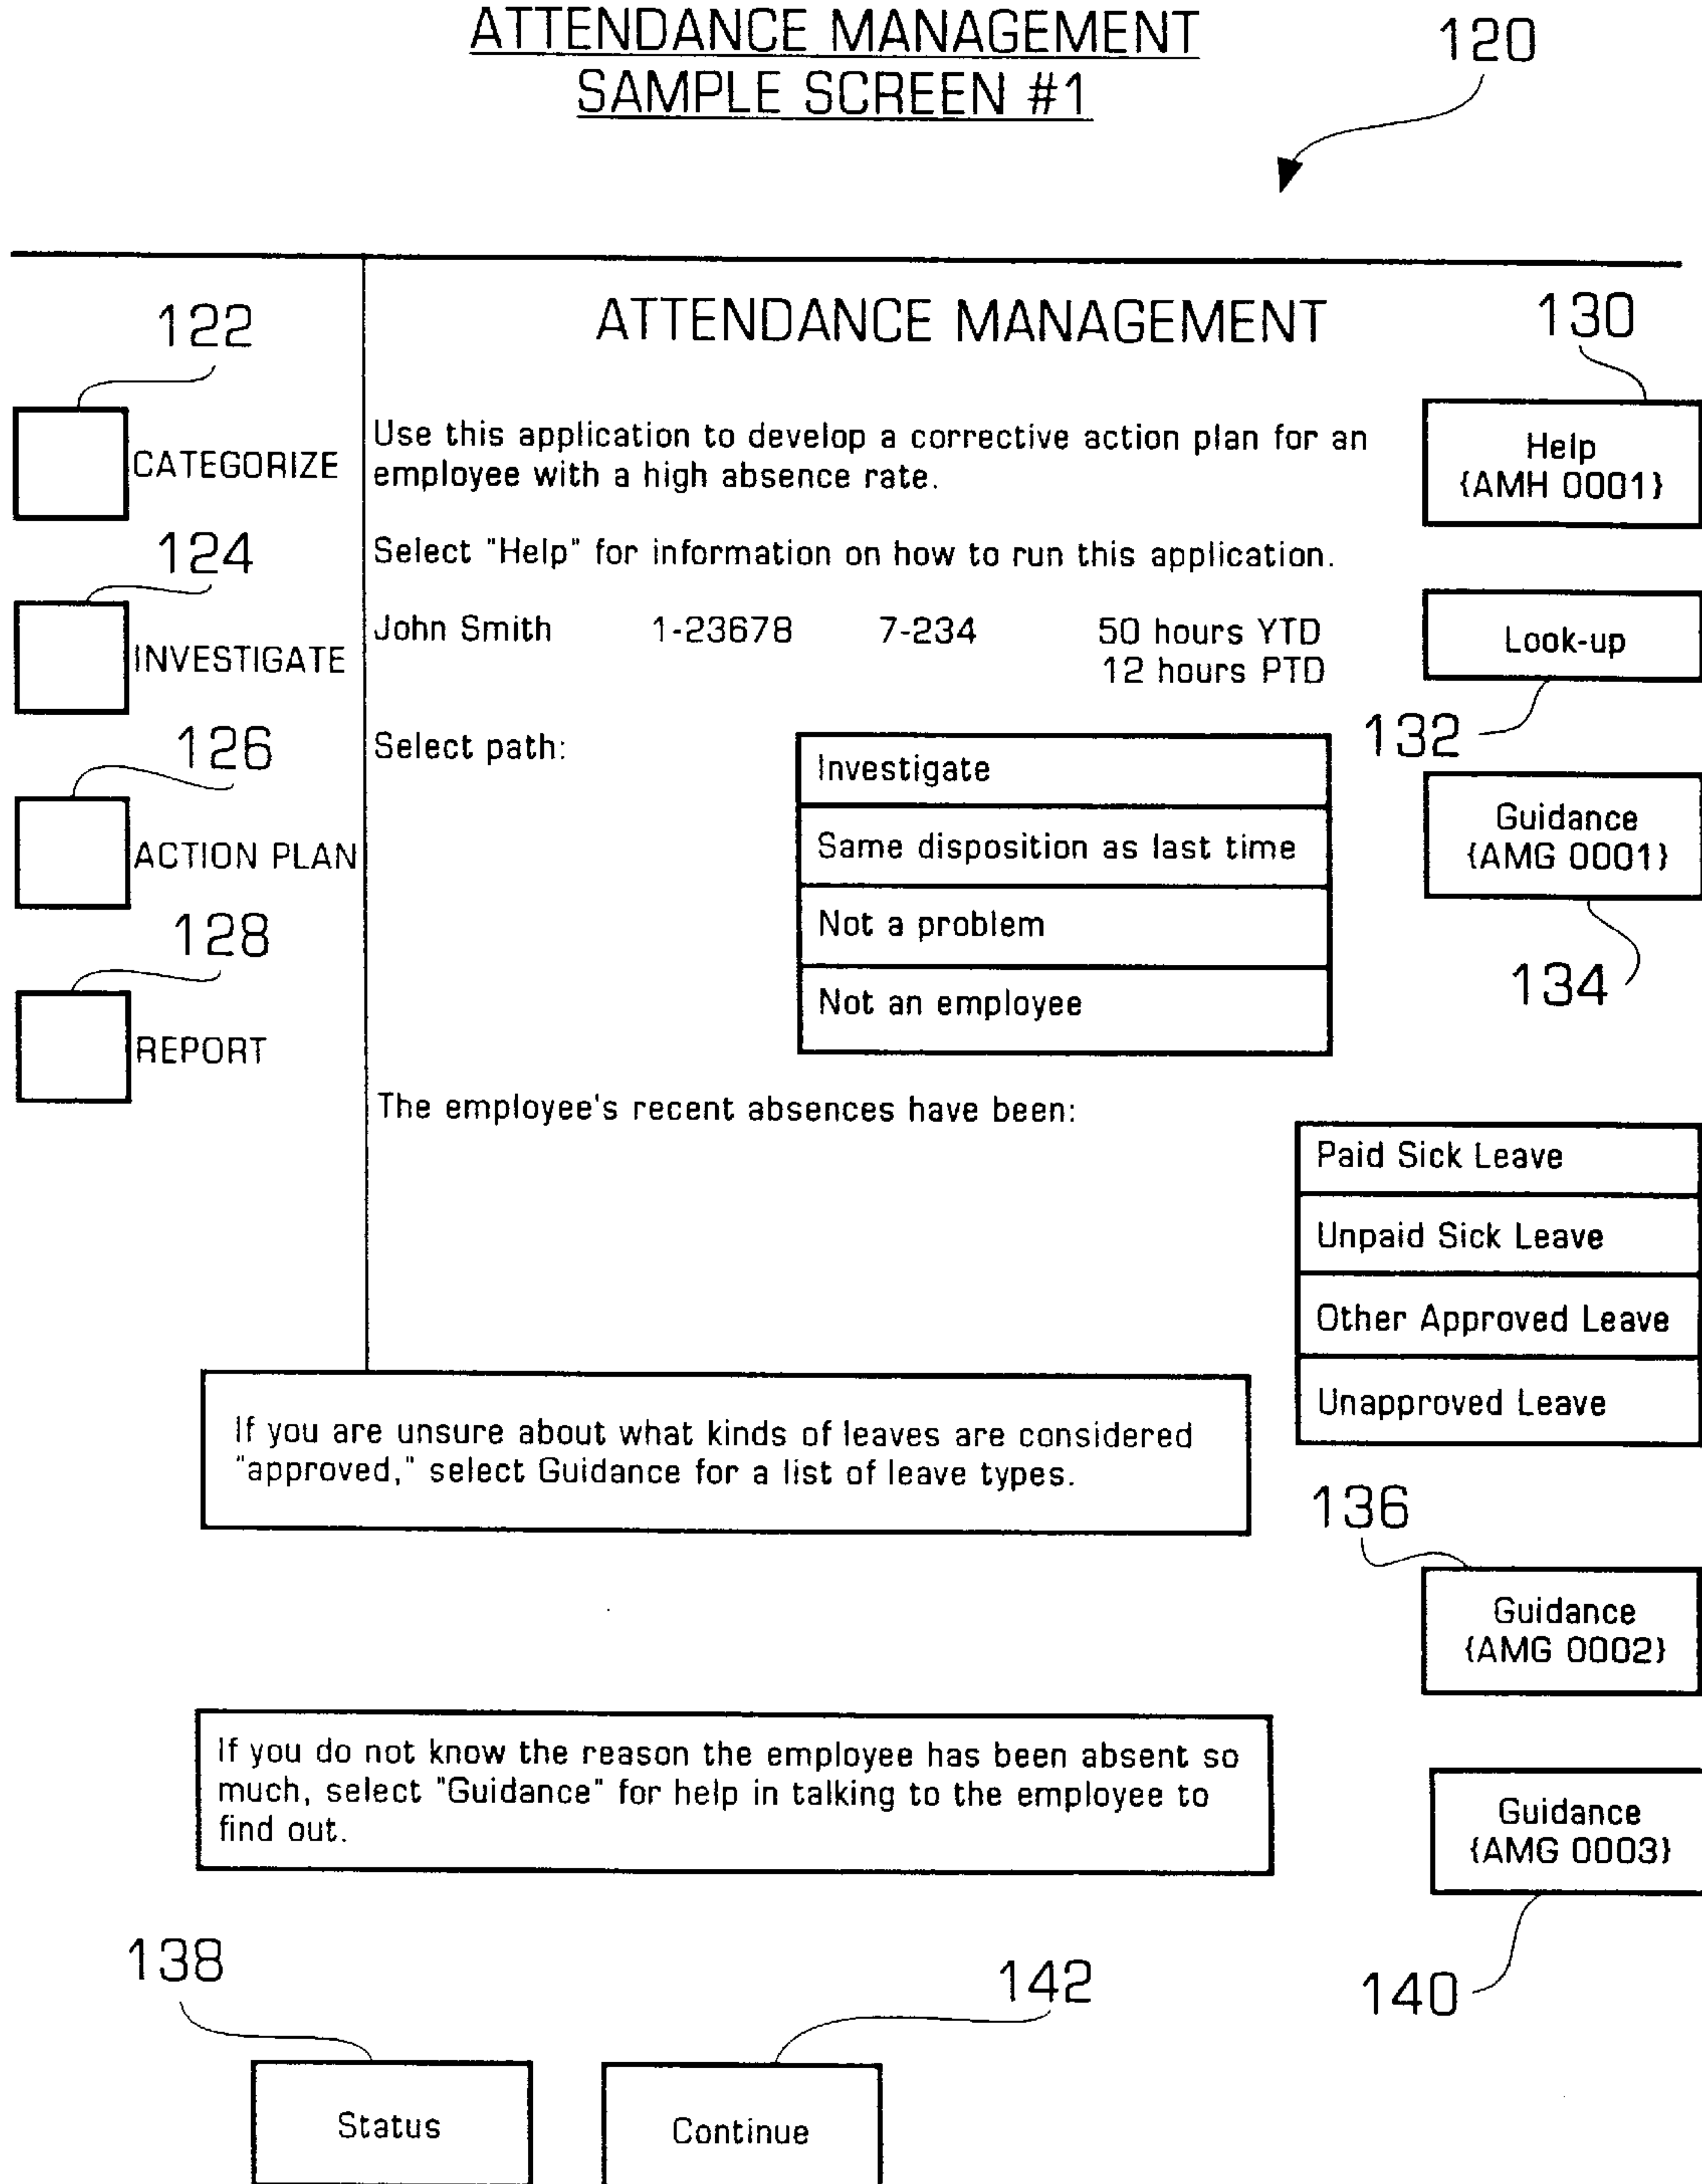 ATTENDANCE MANAGEMENT
SAMPLE SCREEN #1
120
122
ATTENDANCE MANAGEMENT
130
CATEGORIZE
Use this application to develop a corrective action plan for an
employee with a high absence rate.
Help
{AMH 0001}
124
Select "Help" for information on how to run this application.
INVESTIGATE
John Smith 1-23678 7-234 50 hours YTD
12 hours PTD
Look-up
132
126
Select path:
Investigate
Same disposition as last time
Not a problem
Not an employee
Guidance
{AMG 0001}
134
ACTION PLAN
128
REPORT
The employee's recent absences have been:
Paid Sick Leave
Unpaid Sick Leave
Other Approved Leave
Unapproved Leave
If you are unsure about what kinds of leaves are considered
"approved," select Guidance for a list of leave types.
136
Guidance
{AMG 0002}
If you do not know the reason the employee has been absent so
much, select "Guidance" for help in talking to the employee to
find out.
Guidance
{AMG 0003}
140
138
142
Status
Continue